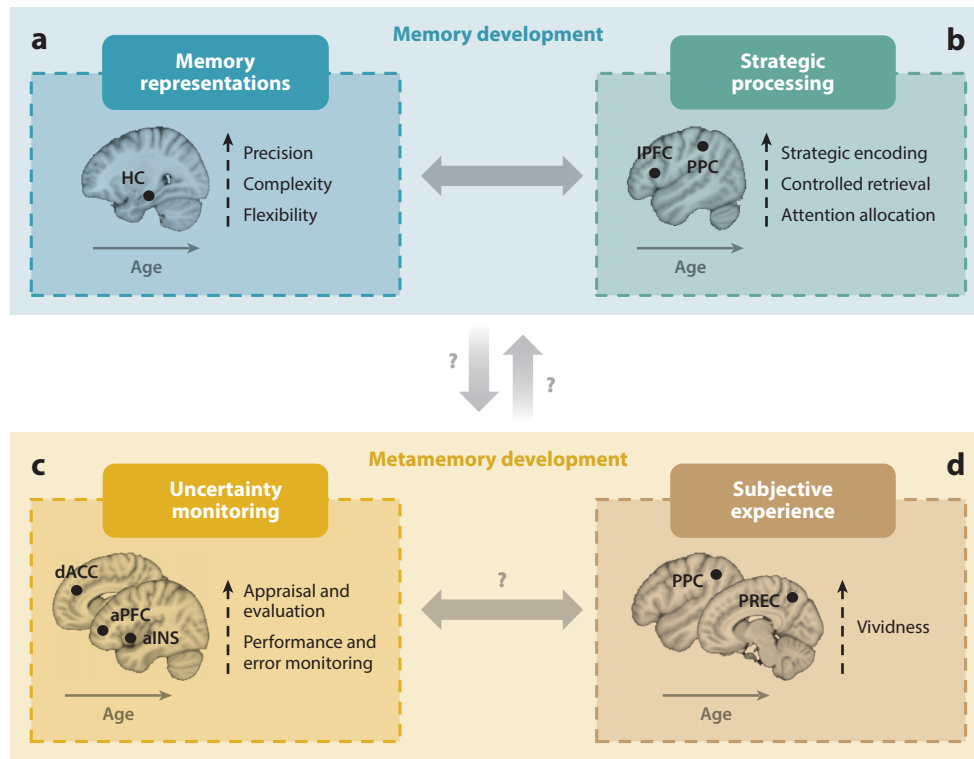 a
Memory development
b
Memory
representations
Strategic
processing
HC
Precision
Complexity
Flexibility
Age
lPFC
PPC
Strategic encoding
Controlled retrieval
Attention allocation
Age
?
?
c
Metamemory development
d
Uncertainty
monitoring
Subjective
experience
dACC
aPFC
aINS
Appraisal and
evaluation
Performance and
error monitoring
Age
?
PPC
PREC
Vividness
Age